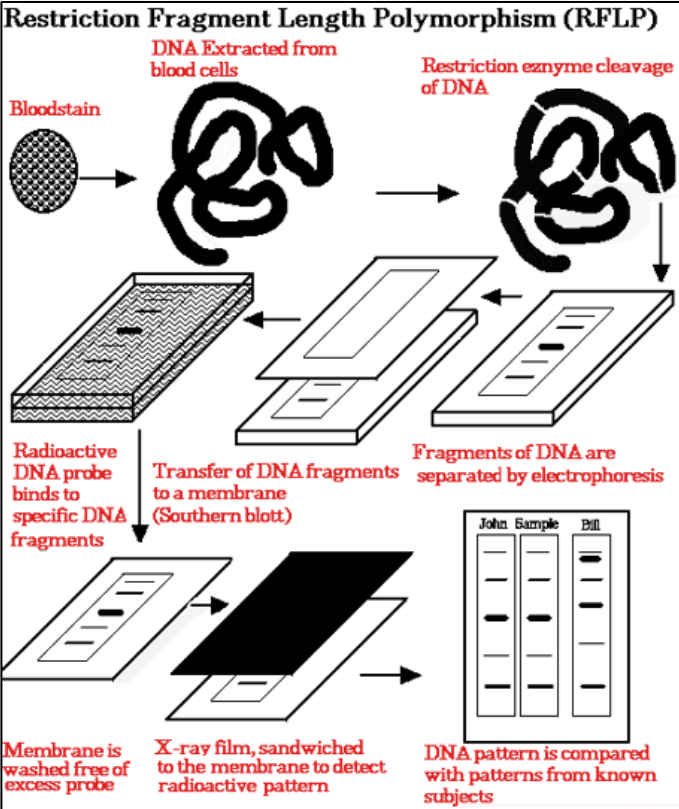 Restriction Fragment Length Polymorphism (RFLP)
DNA Extracted from
blood cells
Restriction eznyme cleavage
of DNA
Bloodstain
Fragments of DNA are
separated by electrophoresis
Transfer of DNA fragments
to a membrane
(Southern blott)
Radioactive
DNA probe
binds to
specific DNA
fragments
Membrane is
washed free of
excess probe
X-ray film, sandwiched
to the membrane to detect
radioactive pattern
John Sample Bill
DNA pattern is compared
with patterns from known
subjects